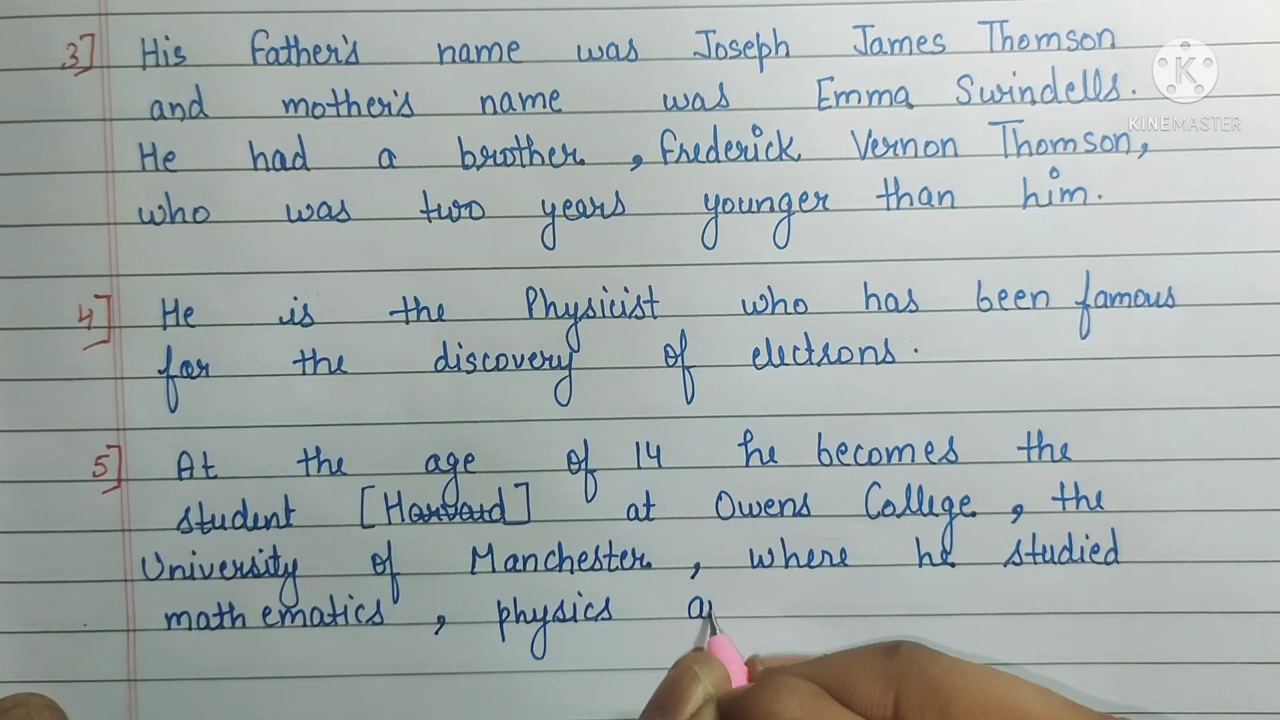 3] His Father's name was Joseph James Thomson
and mother's name was Emma Swindells.
He had a brother, Frederick Vernon Thomson,
who was two years younger than him.
4] He is the Physicist who has been famous
for the discovery of electrons.
5] At the age of 14 he becomes the
student [Harvard] at Owens College, the
University of Manchester, where he studied
mathematics, physics a
K
KINEMASTER